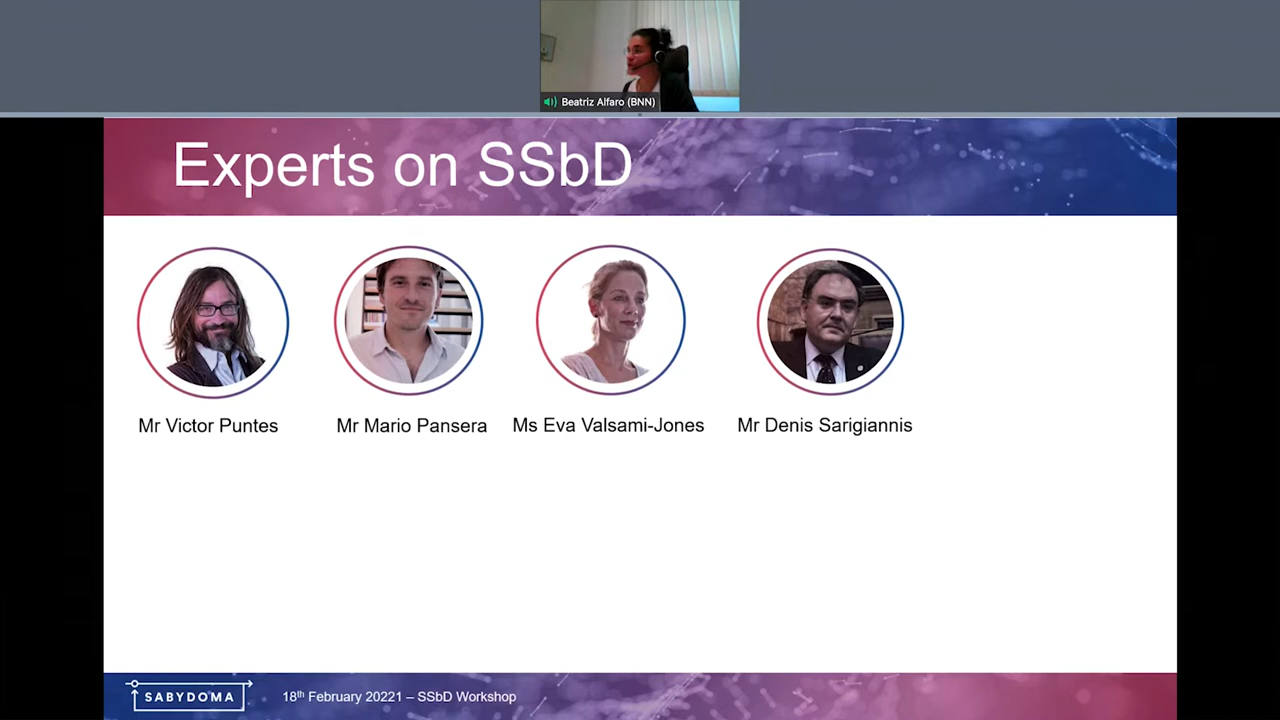 Beatriz Alfaro (BNN)
Experts on SSbD
Mr Victor Puntes
Mr Mario Pansera
Ms Eva Valsami-Jones
Mr Denis Sarigiannis
SABYDOMA
18th February 20221 – SSbD Workshop